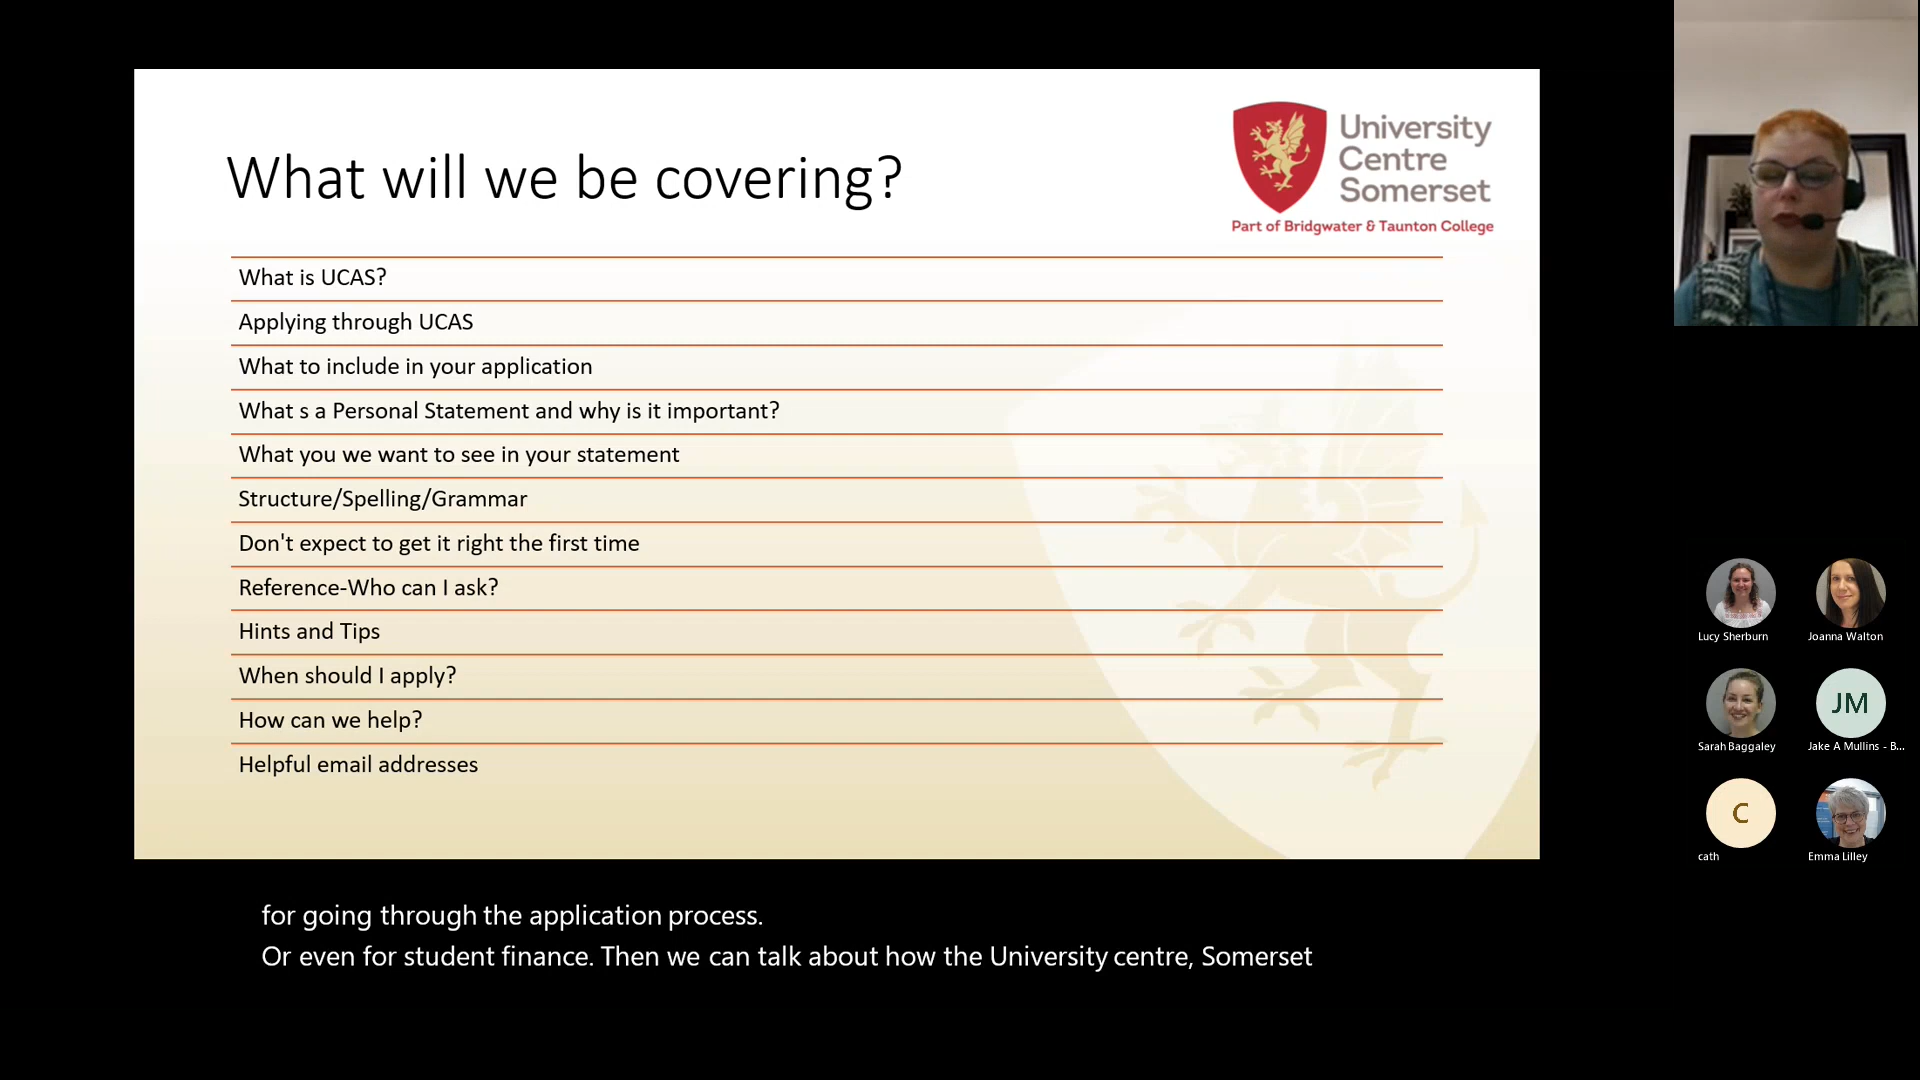 What will we be covering?
University
Centre
Somerset
Part of Bridgwater & Taunton College
What is UCAS?
Applying through UCAS
What to include in your application
What s a Personal Statement and why is it important?
What you we want to see in your statement
Structure/Spelling/Grammar
Don't expect to get it right the first time
Reference-Who can I ask?
Hints and Tips
When should I apply?
How can we help?
Helpful email addresses
Lucy Sherburn
Joanna Walton
Sarah Baggaley
JM
Jake A Mullins - B...
C
cath
Emma Lilley
for going through the application process.
Or even for student finance. Then we can talk about how the University centre, Somerset